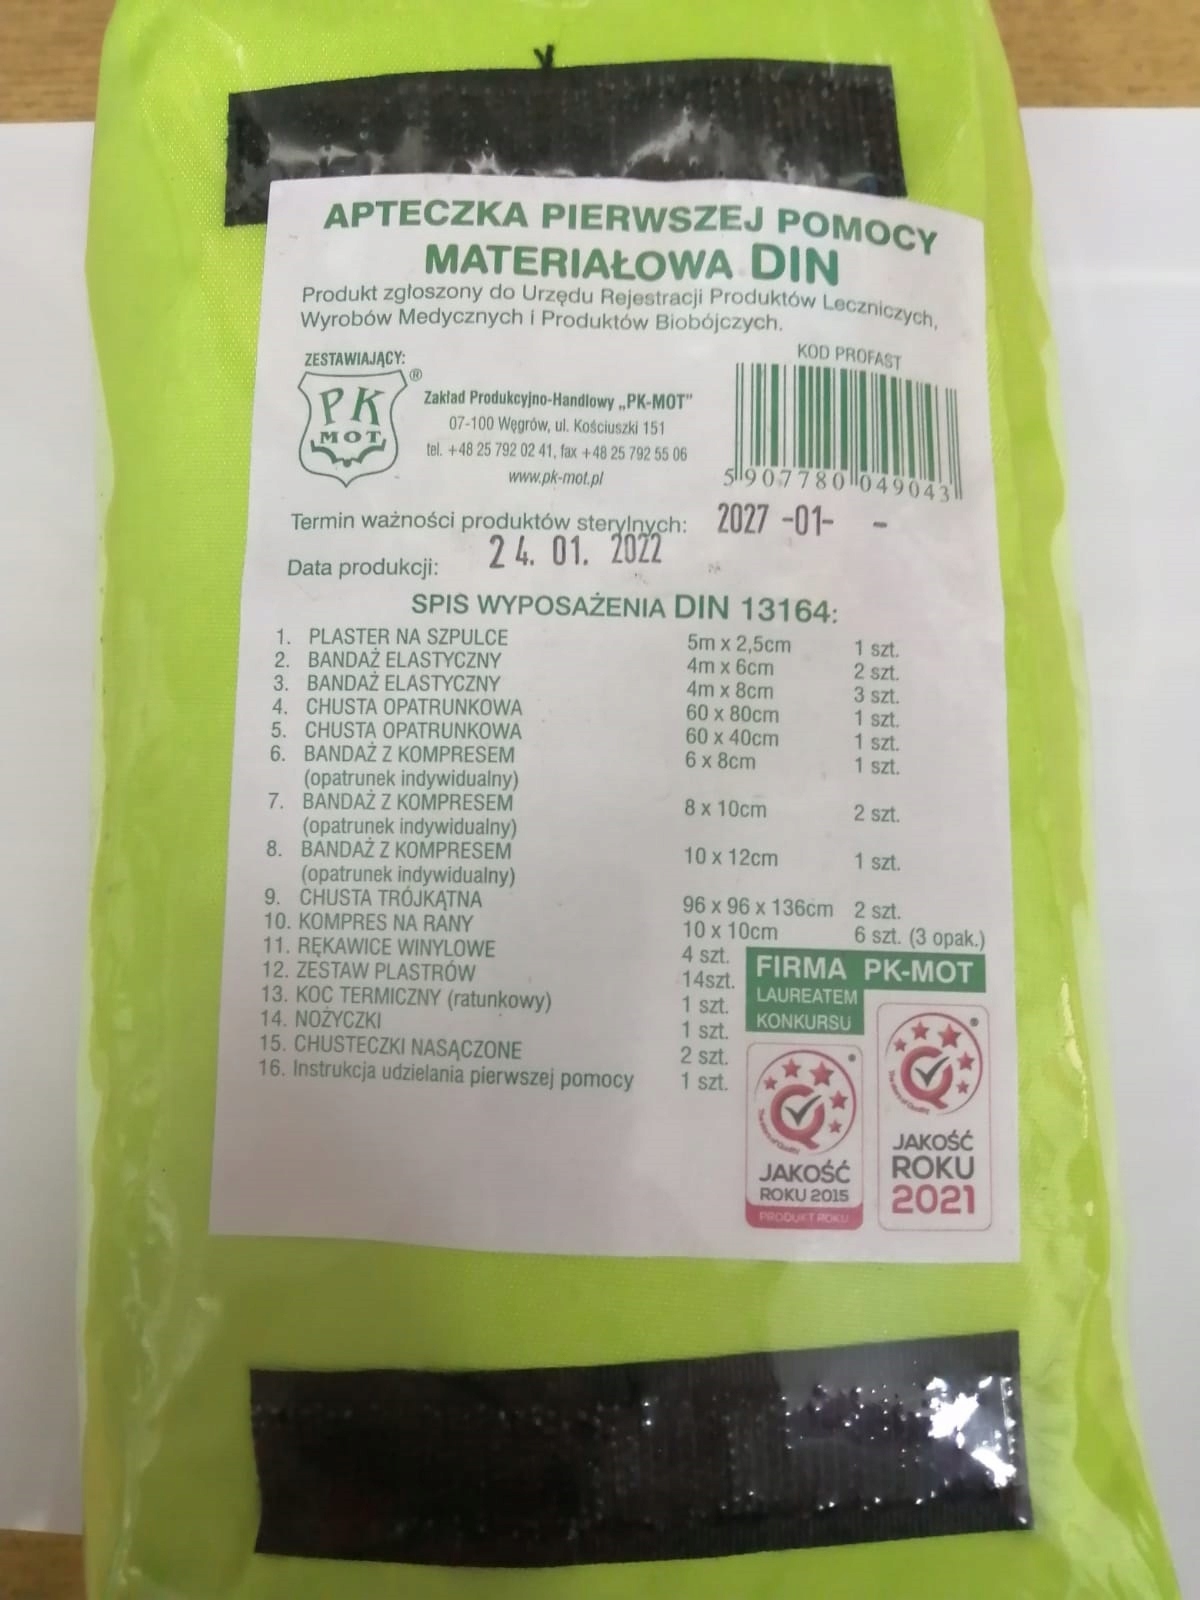 APTECZKA PIERWSZEJ POMOCY
MATERIAŁOWA DIN
Produkt zgłoszony do Urzędu Rejestracji Produktów Leczniczych,
Wyrobów Medycznych i Produktów Biobójczych.
ZESTAWIAJĄCY:
PK
MOT
®
Zakład Produkcyjno-Handlowy „PK-MOT”
07-100 Węgrów, ul. Kościuszki 151
tel. +48 25 792 02 41, fax +48 25 792 55 06
www.pk-mot.pl
KOD PROFAST
5 907780 049043
Termin ważności produktów sterylnych: 2027 -01- -
Data produkcji: 24. 01. 2022
SPIS WYPOSAŻENIA DIN 13164:
1. PLASTER NA SZPULCE 5m x 2,5cm 1 szt.
2. BANDAŻ ELASTYCZNY 4m x 6cm 2 szt.
3. BANDAŻ ELASTYCZNY 4m x 8cm 3 szt.
4. CHUSTA OPATRUNKOWA 60 x 80cm 1 szt.
5. CHUSTA OPATRUNKOWA 60 x 40cm 1 szt.
6. BANDAŻ Z KOMPRESEM 6 x 8cm 1 szt.
(opatrunek indywidualny)
7. BANDAŻ Z KOMPRESEM 8 x 10cm 2 szt.
(opatrunek indywidualny)
8. BANDAŻ Z KOMPRESEM 10 x 12cm 1 szt.
(opatrunek indywidualny)
9. CHUSTA TRÓJKĄTNA 96 x 96 x 136cm 2 szt.
10. KOMPRES NA RANY 10 x 10cm 6 szt. (3 opak.)
11. RĘKAWICE WINYLOWE 4 szt.
12. ZESTAW PLASTRÓW 14szt.
13. KOC TERMICZNY (ratunkowy) 1 szt.
14. NOŻYCZKI 1 szt.
15. CHUSTECZKI NASĄCZONE 2 szt.
16. Instrukcja udzielania pierwszej pomocy 1 szt.
FIRMA PK-MOT
LAUREATEM
KONKURSU
JAKOŚĆ
ROKU 2015
PRODUKT ROKU
JAKOŚĆ
ROKU
2021